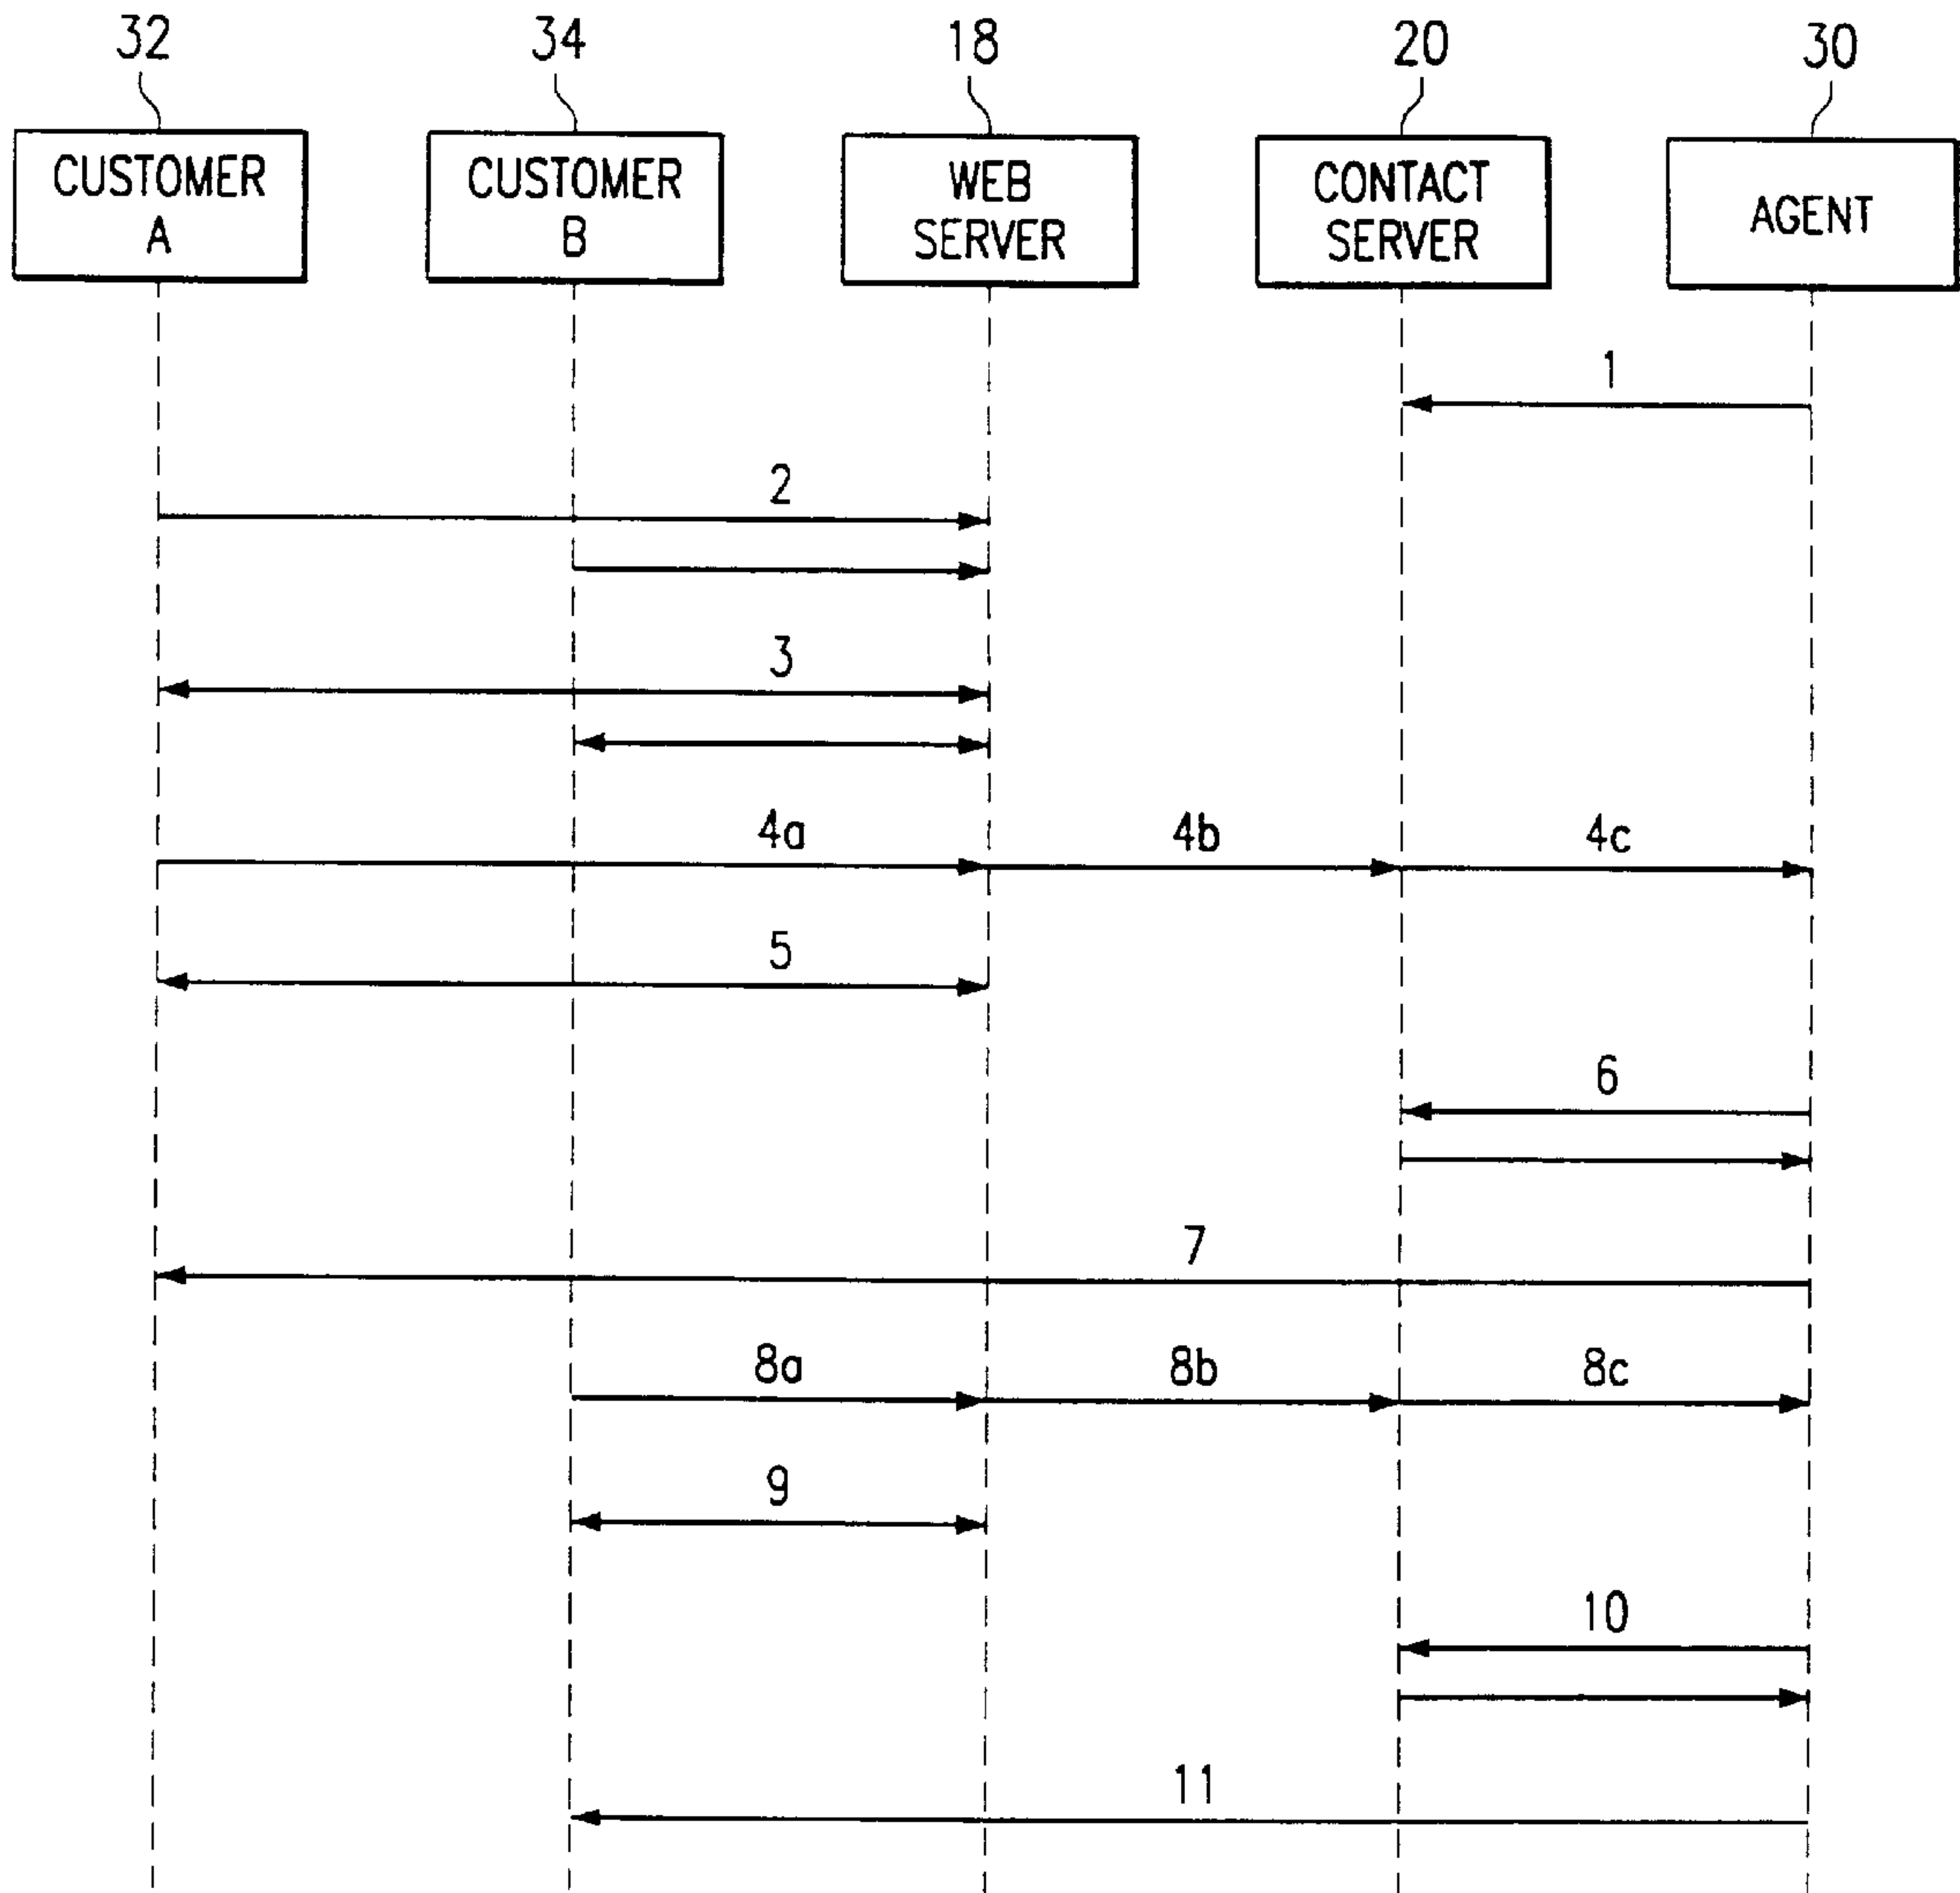 32
34
18
20
30
CUSTOMER
A
CUSTOMER
B
WEB
SERVER
CONTACT
SERVER
AGENT
1
2
3
4a
4b
4c
5
6
7
8a
8b
8c
9
10
11